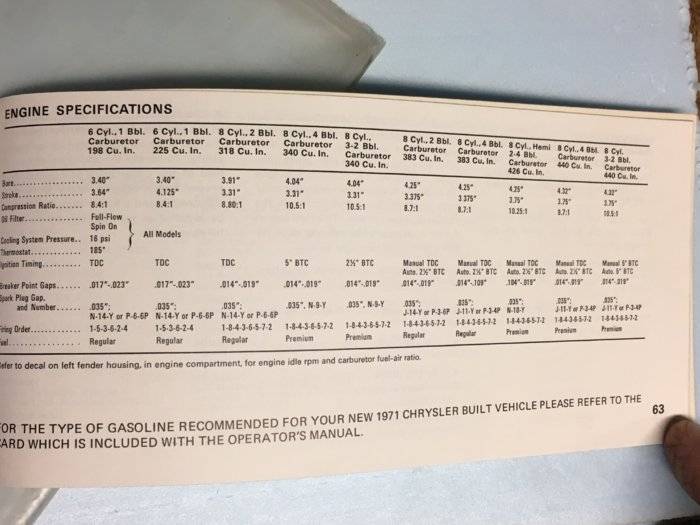 ENGINE SPECIFICATIONS
6 Cyl., 1 Bbl. 6 Cyl., 1 Bbl. 8 Cyl., 2 Bbl. 8 Cyl., 4 Bbl. 8 Cyl., 8 Cyl., 2 Bbl. 8 Cyl., 4 Bbl. 8 Cyl., Hemi 8 Cyl., 4 Bbl. 8 Cyl.
Carburetor Carburetor Carburetor Carburetor 3-2 Bbl. Carburetor Carburetor 2-4 Bbl. Carburetor 3-2 Bbl.
198 Cu. In. 225 Cu. In. 318 Cu. In. 340 Cu. In. Carburetor 383 Cu. In. 383 Cu. In. Carburetor 440 Cu. In. Carburetor
340 Cu. In. 426 Cu. In. 440 Cu. In.
Bore 3.40" 3.40" 3.91" 4.04" 4.04" 4.25" 4.25" 4.25" 4.32" 4.32"
Stroke 3.64" 4.125" 3.31" 3.31" 3.31" 3.375" 3.375" 3.75" 3.75" 3.75"
Compression Ratio 8.4:1 8.4:1 8.80:1 10.5:1 10.5:1 8.7:1 8.7:1 10.25:1 9.7:1 10.5:1
Oil Filter Full-Flow
Spin On
Cooling System Pressure.. 16 psi All Models
Thermostat 185°
Ignition Timing TDC TDC TDC 5° BTC 2½° BTC Manual TDC Manual TDC Manual TDC Manual TDC Manual 5° BTC
Auto. 2½° BTC Auto. 2½° BTC Auto. 2½° BTC Auto. 2½° BTC Auto. 5° BTC
Breaker Point Gaps .017"-.023" .017"-.023" .014"-.019" .014"-.019" .014"-.019" .014"-.019" .014"-.109" .104"-.019" .014"-.019" .014"-.019"
Spark Plug Gap, .035"; .035"; .035"; .035", N-9-Y .035", N-9-Y .035"; .035"; .035"; .035"; .035";
and Number N-14-Y or P-6-6P N-14-Y or P-6-6P N-14-Y or P-6-6P J-14-Y or P-3-6P J-11-Y or P-3-4P N-10-Y J-11-Y or P-3-4P J-11-Y or P-3-4P
Firing Order 1-5-3-6-2-4 1-5-3-6-2-4 1-8-4-3-6-5-7-2 1-8-4-3-6-5-7-2 1-8-4-3-6-5-7-2 1-8-4-3-6-5-7-2 1-8-4-3-6-5-7-2 1-8-4-3-6-5-7-2 1-8-4-3-6-5-7-2 1-8-4-3-6-5-7-2
Fuel Regular Regular Regular Premium Premium Regular Regular Premium Premium Premium
Refer to decal on left fender housing, in engine compartment, for engine idle rpm and carburetor fuel-air ratio.
FOR THE TYPE OF GASOLINE RECOMMENDED FOR YOUR NEW 1971 CHRYSLER BUILT VEHICLE PLEASE REFER TO THE
CARD WHICH IS INCLUDED WITH THE OPERATOR'S MANUAL.
63